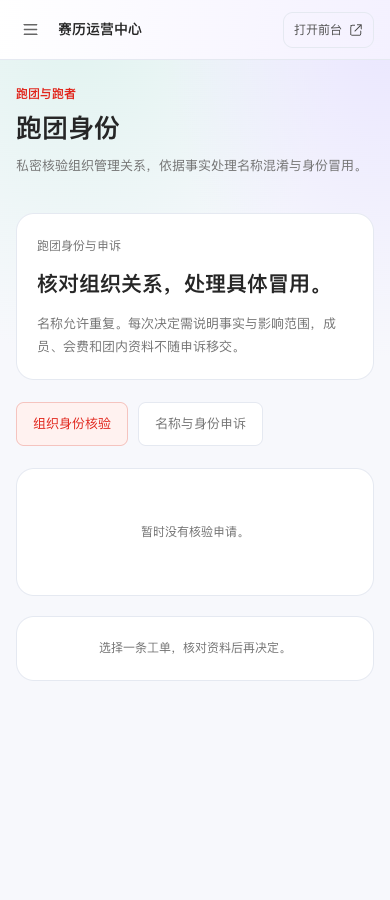 赛历运营中心
打开前台
跑团与跑者
跑团身份
私密核验组织管理关系，依据事实处理名称混淆与身份冒用。
跑团身份与申诉
核对组织关系，处理具体冒用。
名称允许重复。每次决定需说明事实与影响范围，成
员、会费和团内资料不随申诉移交。
组织身份核验
名称与身份申诉
暂时没有核验申请。
选择一条工单，核对资料后再决定。